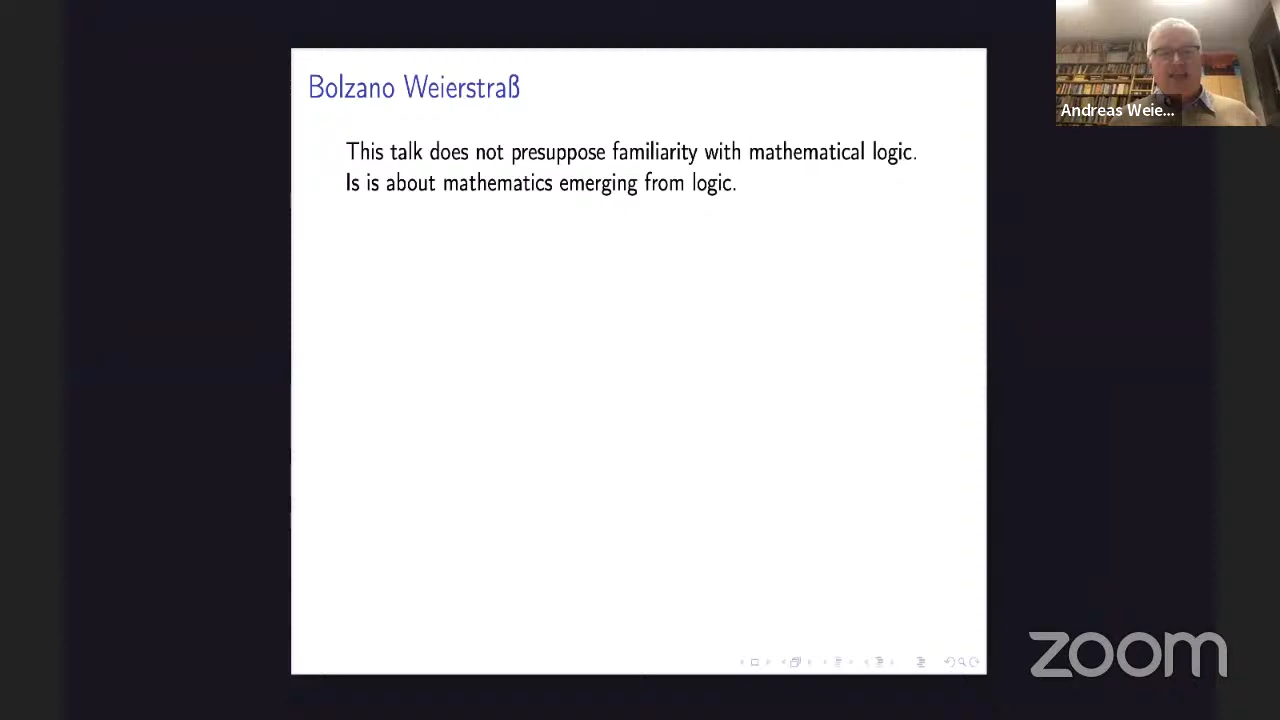 Bolzano Weierstraß
This talk does not presuppose familiarity with mathematical logic.
Is is about mathematics emerging from logic.
Andreas Weie...
zoom